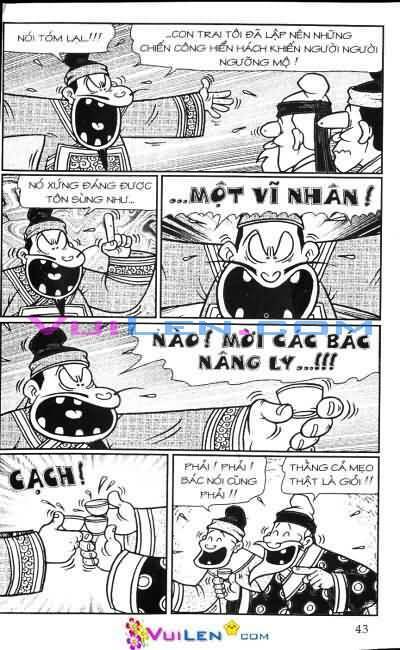 NÓI TÓM LẠI...!!!
...CON TRAI TÔI ĐÃ LẬP NÊN NHỮNG
CHIẾN CÔNG HIỂN HÁCH KHIẾN NGƯỜI NGƯỜI
NGƯỠNG MỘ !
NÓ XỨNG ĐÁNG ĐƯỢC
TÔN SÙNG NHƯ...
...MỘT VĨ NHÂN !
VuiLen.com
NÀO ! MỜI CÁC BÁC
NÂNG LY...!!!
CẠCH !
PHẢI ! PHẢI !
BÁC NÓI CŨNG
PHẢI !!
THẰNG CẢ MẸO
THẬT LÀ GIỎI !!
43
VuiLen.com